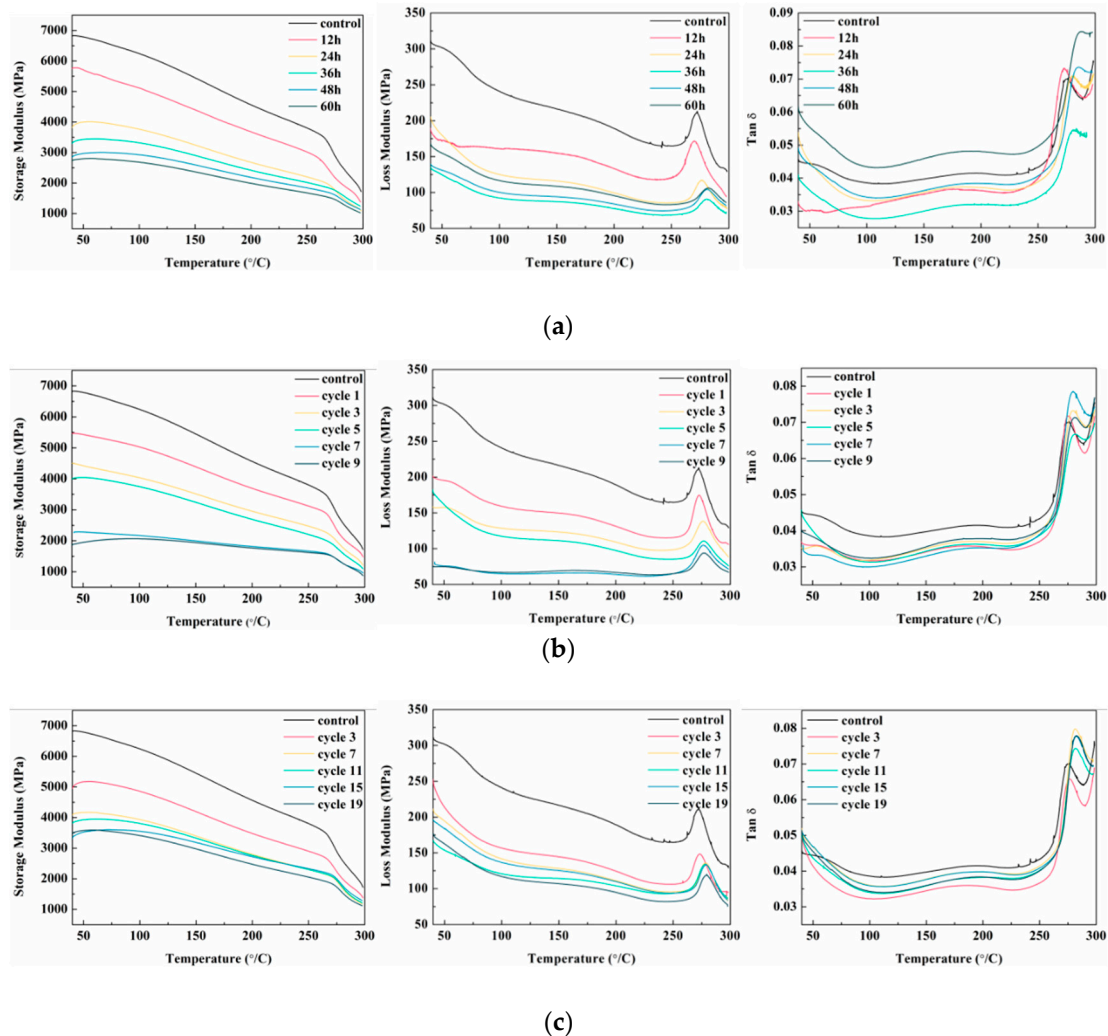 7000
6000
5000
4000
3000
2000
1000
Storage Modulus (MPa)
control
12h
24h
36h
48h
60h
50 100 150 200 250 300
Temperature (°/C)
350
300
250
200
150
100
50
Loss Modulus (MPa)
control
12h
24h
36h
48h
60h
50 100 150 200 250 300
Temperature (°/C)
0.09
0.08
0.07
0.06
0.05
0.04
0.03
Tan δ
control
12h
24h
36h
48h
60h
50 100 150 200 250 300
Temperature (°/C)
(a)
7000
6000
5000
4000
3000
2000
1000
storage Modulus (MPa)
control
cycle 1
cycle 3
cycle 5
cycle 7
cycle 9
50 100 150 200 250 300
Temperature (°/C)
350
300
250
200
150
100
50
Loss Modulus (MPa)
control
cycle 1
cycle 3
cycle 5
cycle 7
cycle 9
50 100 150 200 250 300
Temperature (°/C)
0.08
0.07
0.06
0.05
0.04
0.03
Tan δ
control
cycle 1
cycle 3
cycle 5
cycle 7
cycle 9
50 100 150 200 250 300
Temperature (°/C)
(b)
7000
6000
5000
4000
3000
2000
1000
Storage Modulus (MPa)
control
cycle 3
cycle 7
cycle 11
cycle 15
cycle 19
50 100 150 200 250 300
Temperature (°/C)
350
300
250
200
150
100
50
Loss Modulus (MPa)
control
cycle 3
cycle 7
cycle 11
cycle 15
cycle 19
50 100 150 200 250 300
Temperature (°/C)
0.08
0.07
0.06
0.05
0.04
0.03
Tan δ
control
cycle 3
cycle 7
cycle 11
cycle 15
cycle 19
50 100 150 200 250 300
Temperature (°/C)
(c)